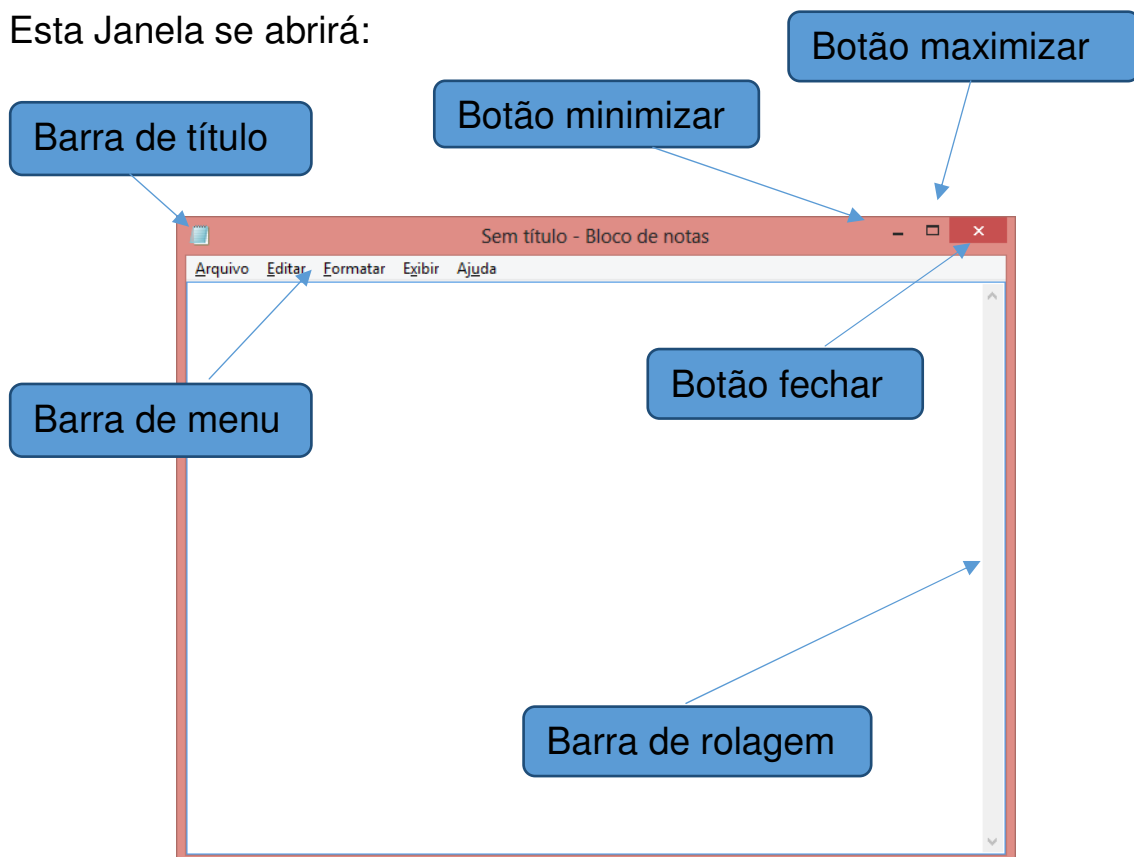 Esta Janela se abrirá:
Botão maximizar
Botão minimizar
Barra de título
Sem título - Bloco de notas
Arquivo Editar Formatar Exibir Ajuda
Botão fechar
Barra de menu
Barra de rolagem